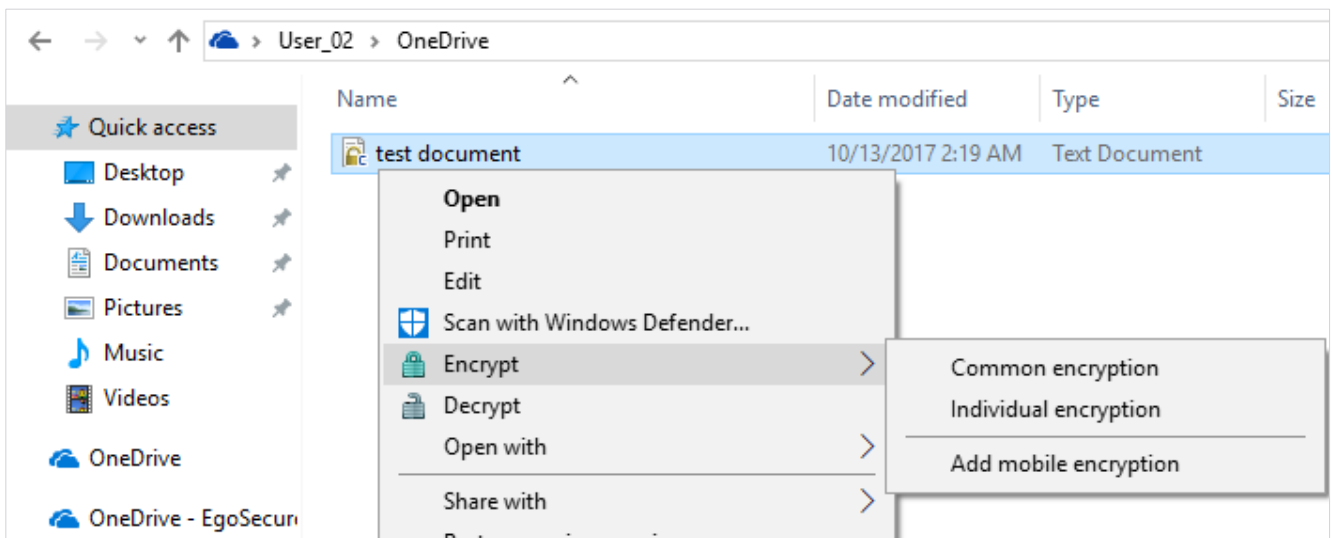 User_02 > OneDrive
Name Date modified Type Size
Quick access
test document 10/13/2017 2:19 AM Text Document
Desktop
Downloads
Documents
Pictures
Music
Videos
OneDrive
OneDrive - EgoSecure
Open
Print
Edit
Scan with Windows Defender...
Encrypt
Decrypt
Open with
Share with
Common encryption
Individual encryption
Add mobile encryption